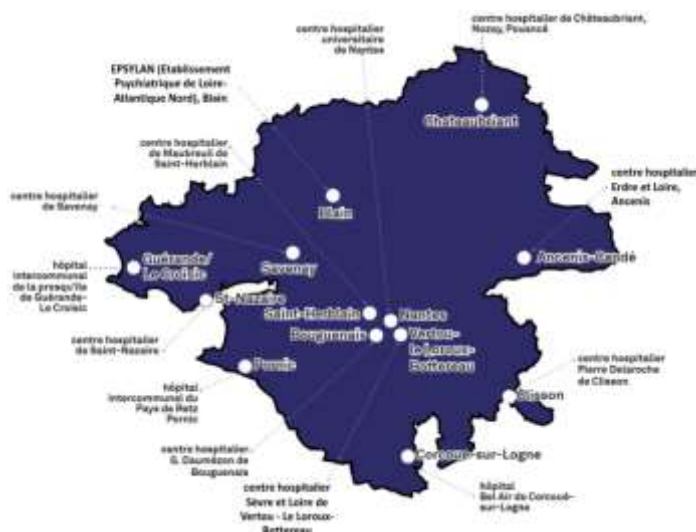 centre hospitalier
universitaire
de Nantes
centre hospitalier de Châteaubriant,
Nozay, Pouancé
EPSYLAN (Etablissement
Psychiatrique de Loire-
Atlantique Nord), Blain
Chateaubriant
centre hospitalier
de Maubreuil de
Saint-Herblain
centre hospitalier
Erdre et Loire,
Ancenis
centre hospitalier
de Savenay
Blain
Guérande/
Le Croisic
Savenay
Ancenis-Candé
hôpital
intercommunal
de la presqu'île
de Guérande-
Le Croisic
St-Nazaire
Saint-Herblain
Nantes
Bouguenais
Vertou-
le Loroux-
Bottereau
centre hospitalier
de Saint-Nazaire
Pornic
centre hospitalier
Pierre Delaroche
de Clisson
hôpital
intercommunal du
Pays de Retz
Pornic
Clisson
centre hospitalier
G. Daumézon de
Bouguenais
Corcoué-sur-Logne
centre hospitalier
Sèvre et Loire de
Vertou - Le Loroux-
Bottereau
hôpital
Bel Air de Corcoué-
sur-Logne